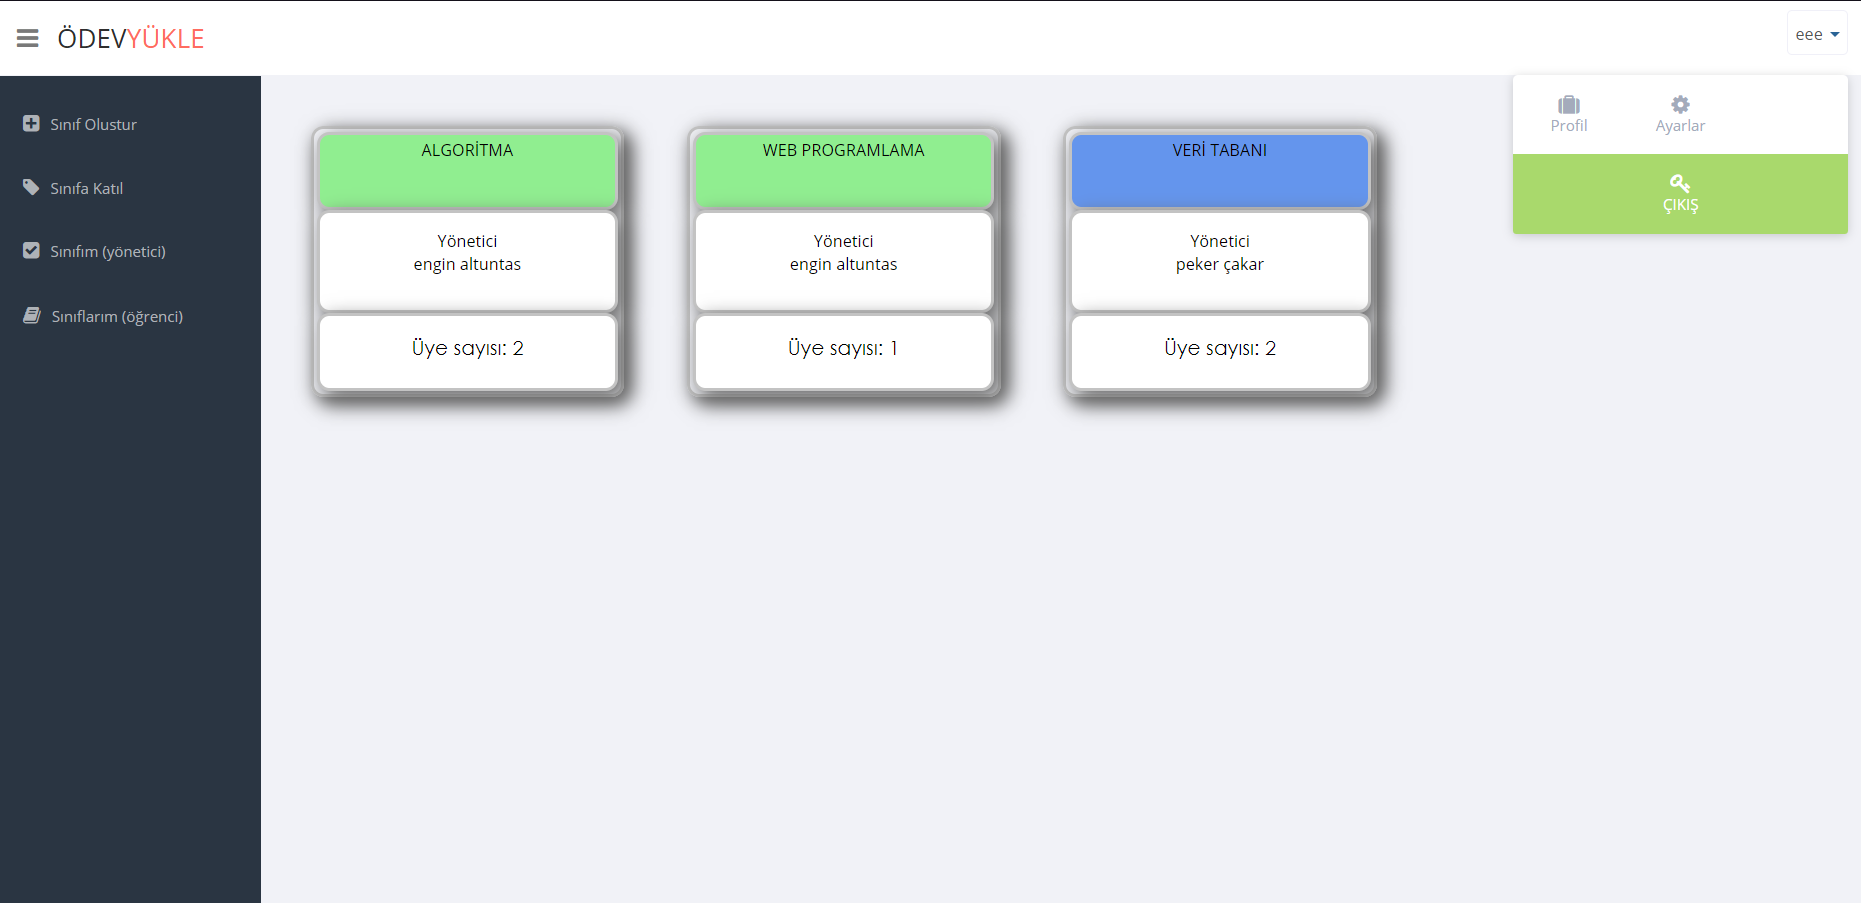 ÖDEVYÜKLE
eee
Sınıf Olustur
Sınıfa Katıl
Sınıfım (yönetici)
Sınıflarım (öğrenci)
ALGORİTMA
Yönetici
engin altuntas
Üye sayısı: 2
WEB PROGRAMLAMA
Yönetici
engin altuntas
Üye sayısı: 1
VERİ TABANI
Yönetici
peker çakar
Üye sayısı: 2
Profil
Ayarlar
ÇIKIŞ